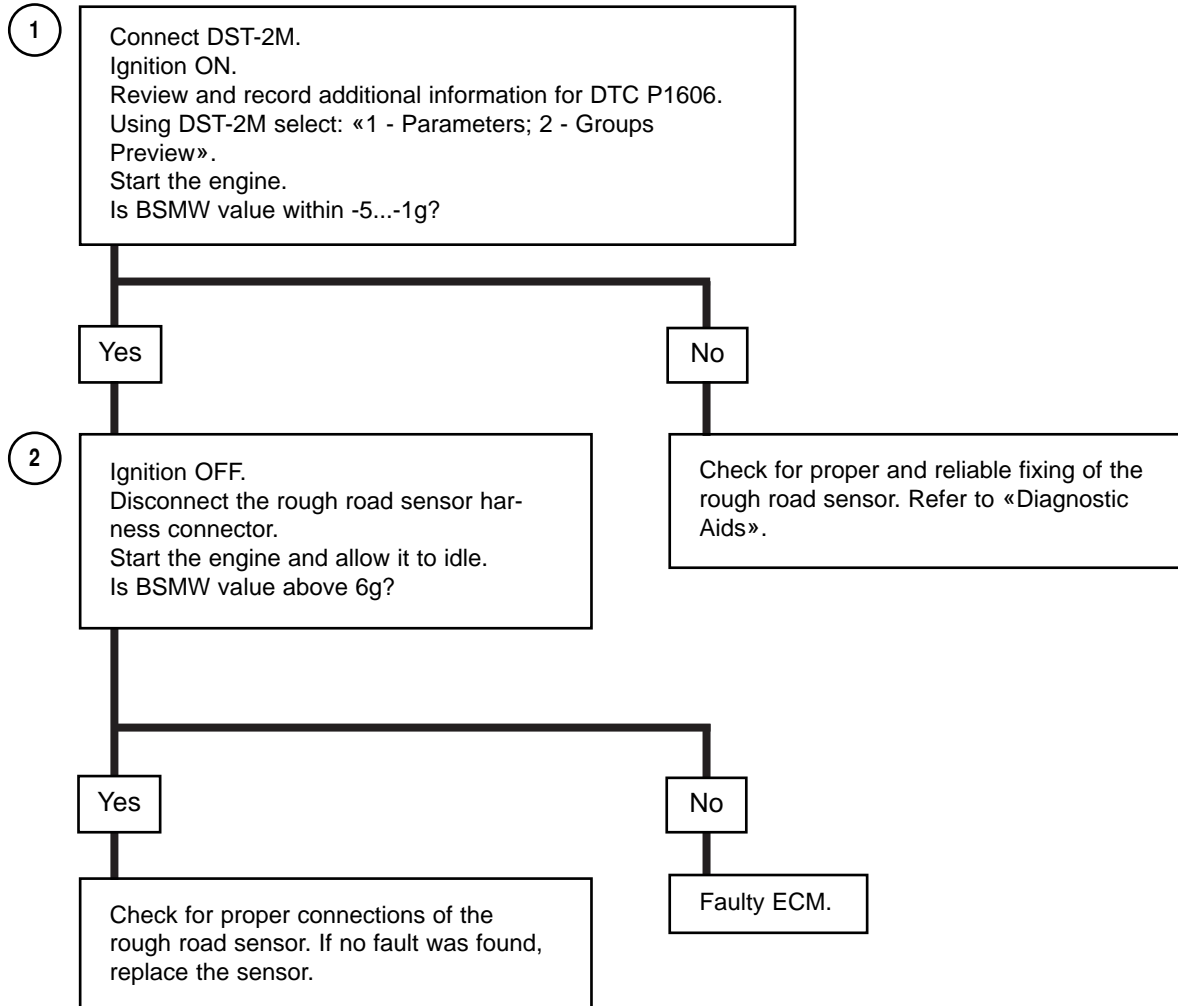 1
Connect DST-2M.
Ignition ON.
Review and record additional information for DTC P1606.
Using DST-2M select: «1 - Parameters; 2 - Groups
Preview».
Start the engine.
Is BSMW value within -5...-1g?
Yes
No
2
Ignition OFF.
Disconnect the rough road sensor har-
ness connector.
Start the engine and allow it to idle.
Is BSMW value above 6g?
Check for proper and reliable fixing of the
rough road sensor. Refer to «Diagnostic
Aids».
Yes
No
Check for proper connections of the
rough road sensor. If no fault was found,
replace the sensor.
Faulty ECM.